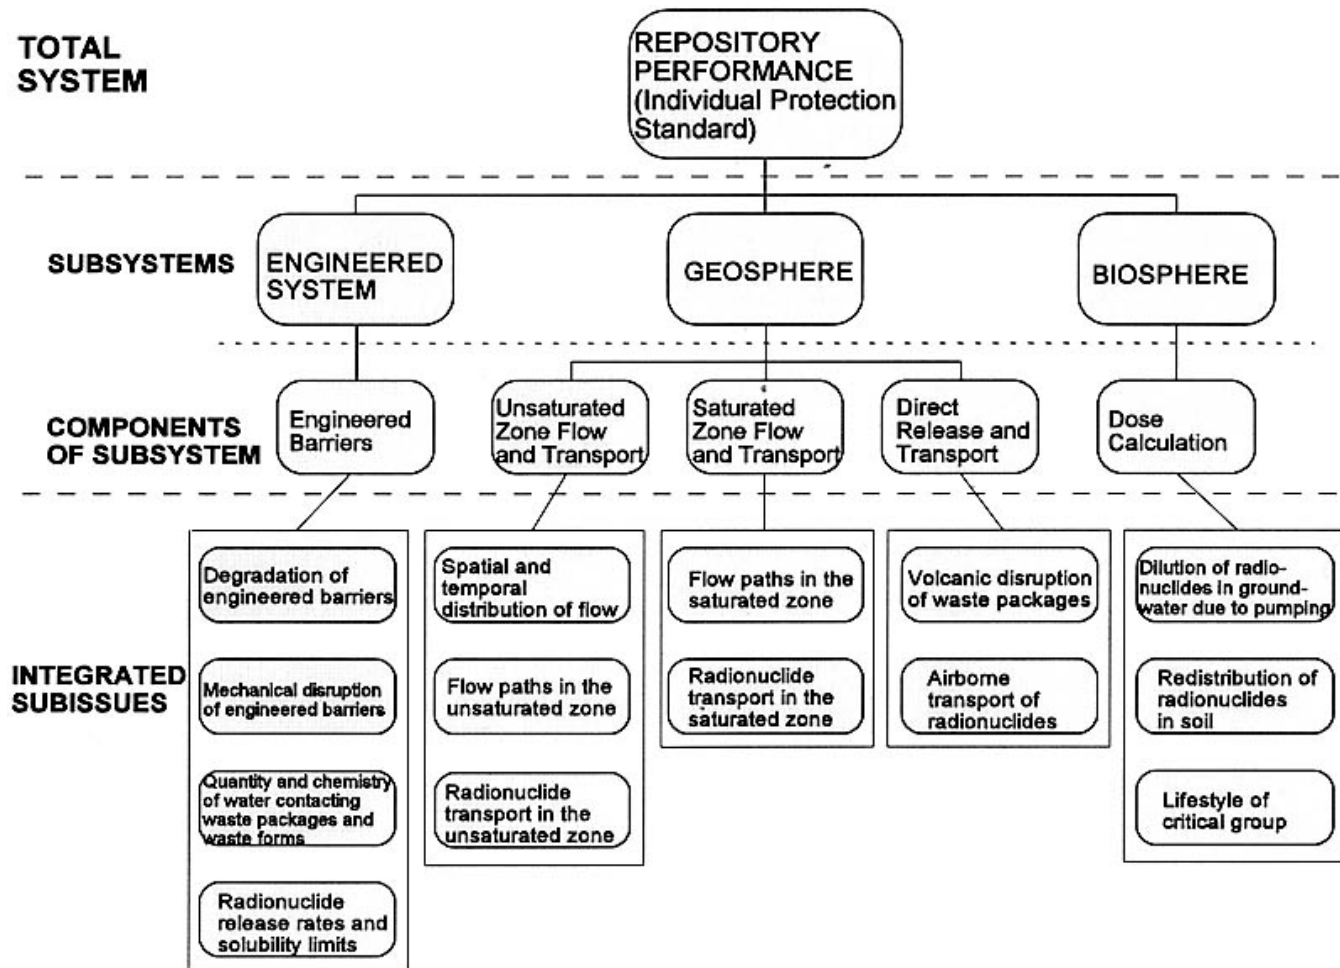 TOTAL
SYSTEM
REPOSITORY
PERFORMANCE
(Individual Protection
Standard)
SUBSYSTEMS
ENGINEERED
SYSTEM
GEOSPHERE
BIOSPHERE
COMPONENTS
OF SUBSYSTEM
Engineered
Barriers
Unsaturated
Zone Flow
and Transport
Saturated
Zone Flow
and Transport
Direct
Release and
Transport
Dose
Calculation
INTEGRATED
SUBISSUES
Degradation of
engineered barriers
Mechanical disruption
of engineered barriers
Quantity and chemistry
of water contacting
waste packages and
waste forms
Radionuclide
release rates and
solubility limits
Spatial and
temporal
distribution of flow
Flow paths in the
unsaturated zone
Radionuclide
transport in the
unsaturated zone
Flow paths in the
saturated zone
Radionuclide
transport in the
saturated zone
Volcanic disruption
of waste packages
Airborne
transport of
radionuclides
Dilution of radio-
nuclides in ground-
water due to pumping
Redistribution of
radionuclides
in soil
Lifestyle of
critical group